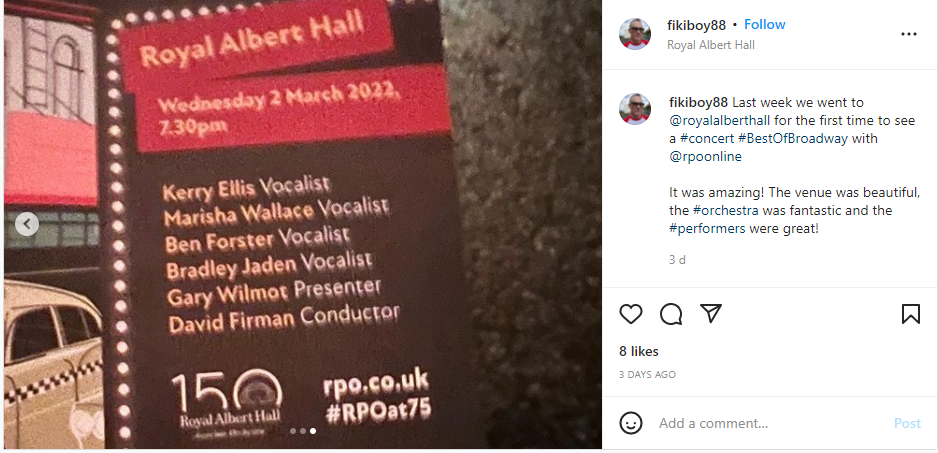 Royal Albert Hall
Wednesday 2 March 2022,
7.30pm
Kerry Ellis Vocalist
Marisha Wallace Vocalist
Ben Forster Vocalist
Bradley Jaden Vocalist
Gary Wilmot Presenter
David Firman Conductor
150
Royal Albert Hall
rpo.co.uk
#RPOat75
fikiboy88 • Follow
Royal Albert Hall
fikiboy88 Last week we went to
@royalalberthall for the first time to see
a #concert #BestOfBroadway with
@rpoonline
It was amazing! The venue was beautiful,
the #orchestra was fantastic and the
#performers were great!
3 d
8 likes
3 DAYS AGO
Add a comment...
Post